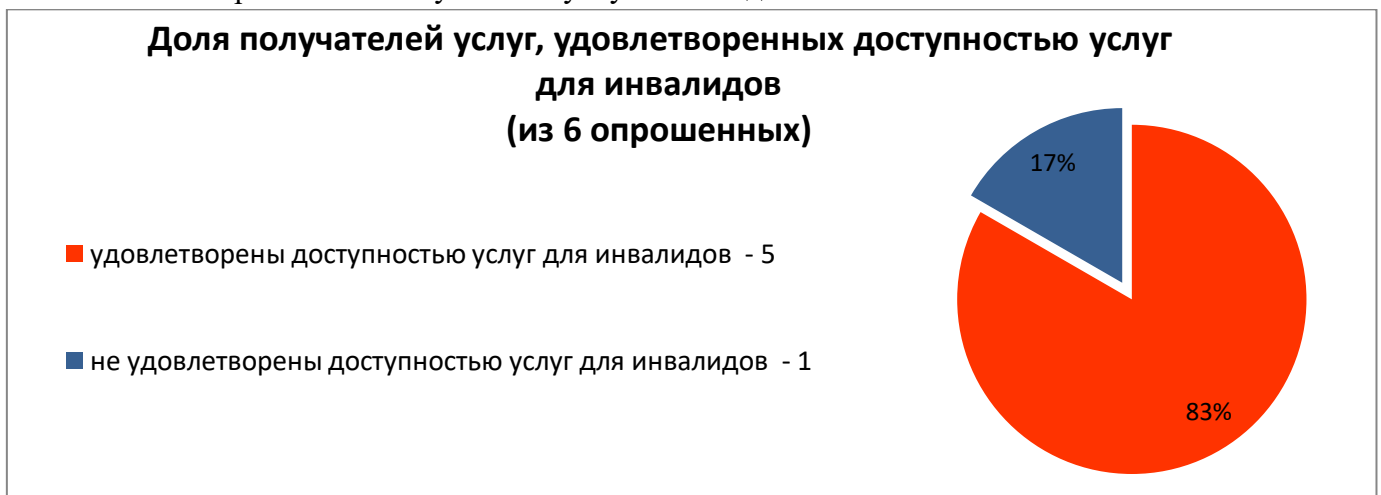 Доля получателей услуг, удовлетворенных доступностью услуг
для инвалидов
(из 6 опрошенных)
17%
удовлетворены доступностью услуг для инвалидов - 5
не удовлетворены доступностью услуг для инвалидов - 1
83%